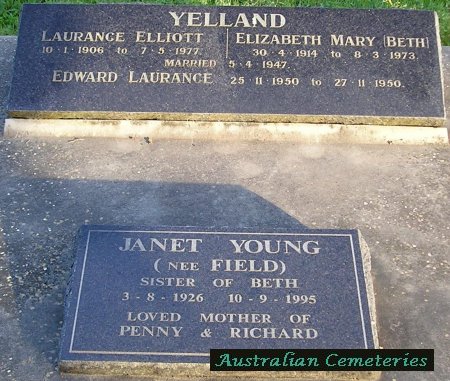 YELLAND
LAURANCE ELLIOTT
10·1·1906 to 7·5·1977.
ELIZABETH MARY (BETH)
30·4·1914 to 8·3·1973.
MARRIED 5·4·1947.
EDWARD LAURANCE 25·11·1950 to 27·11·1950.
JANET YOUNG
(NEE FIELD)
SISTER OF BETH
3-8-1926 10-9-1995
LOVED MOTHER OF
PENNY & RICHARD
Australian Cemeteries